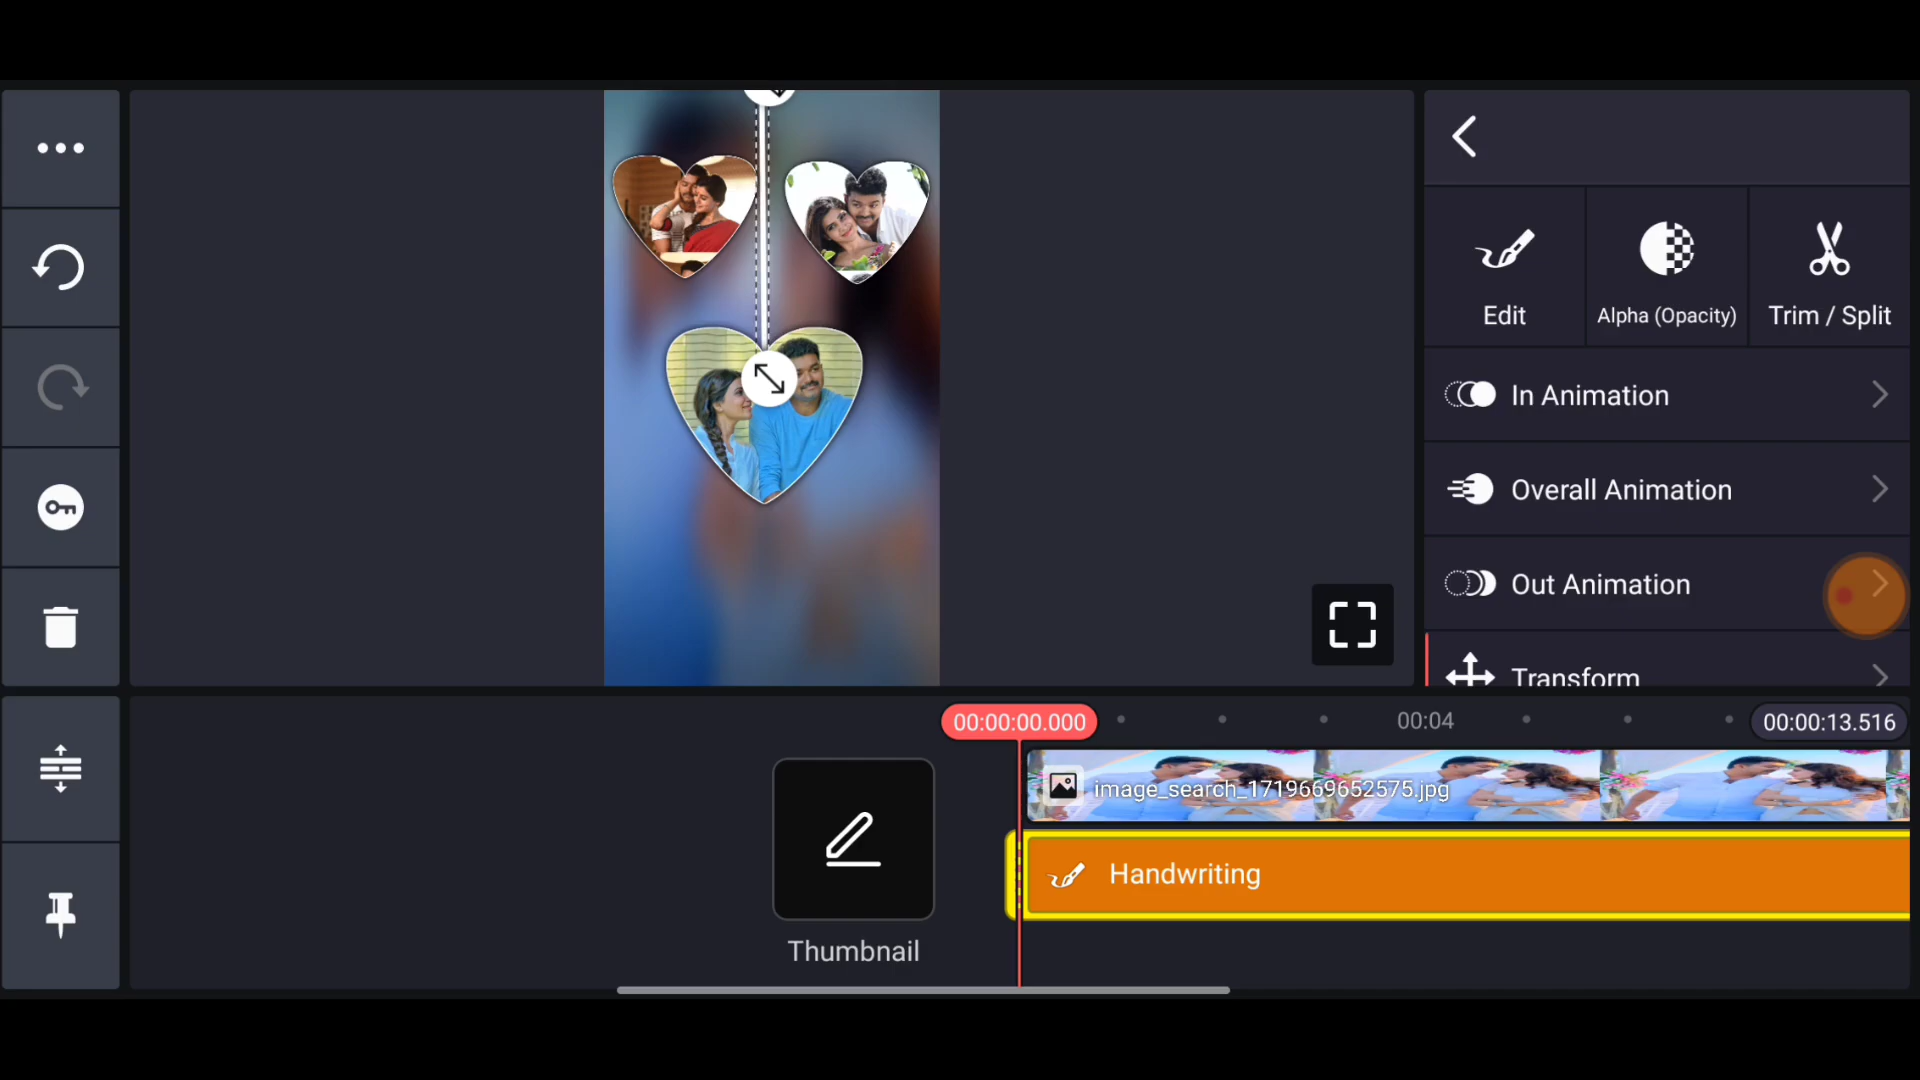 Edit
Alpha (Opacity)
Trim / Split
In Animation
Overall Animation
Out Animation
Transform
00:00:00.000
00:04
00:00:13.516
image_search_1719669652575.jpg
Handwriting
Thumbnail